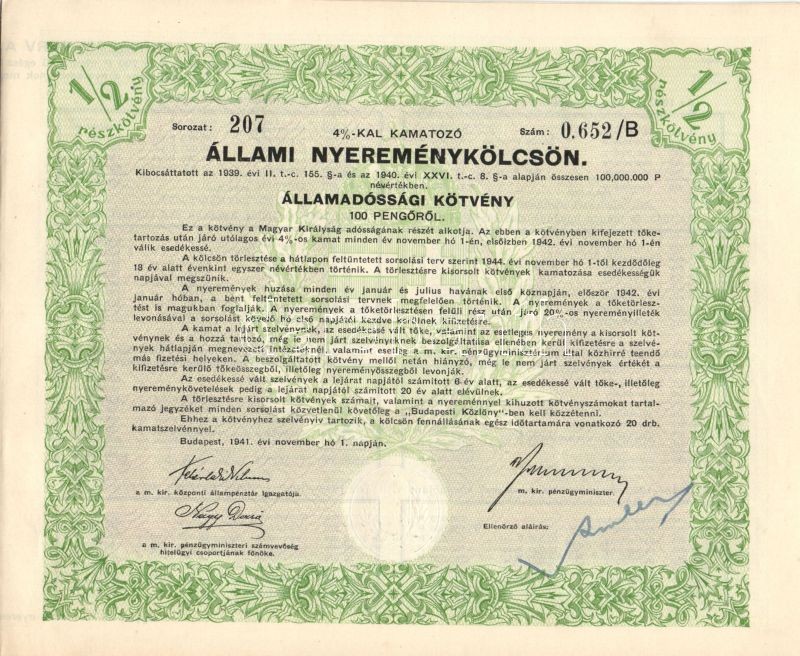 1/2
részkötvény
1/2
részkötvény
Sorozat: 207
4%-KAL KAMATOZÓ
Szám: 0.652/B
ÁLLAMI NYEREMÉNYKÖLCSÖN.
Kibocsáttatott az 1939. évi II. t.-c. 155. §-a és az 1940. évi XXVI. t.-c. 8. §-a alapján összesen 100,000.000 P
névértékben.
ÁLLAMADÓSSÁGI KÖTVÉNY
100 PENGŐRŐL.
Ez a kötvény a Magyar Királyság adósságának részét alkotja. Az ebben a kötvényben kifejezett tőke-
tartozás után járó utólagos évi 4%-os kamat minden év november hó 1-én, elsőízben 1942. évi november hó 1-én
válik esedékessé.
A kölcsön törlesztése a hátlapon feltüntetett sorsolási terv szerint 1944. évi november hó 1-től kezdődőleg
18 év alatt évenkint egyszer névértékben történik. A törlesztésre kisorsolt kötvények kamatozása esedékességük
napjával megszűnik.
A nyeremények huzása minden év január és julius havának első köznapján, először 1942. évi
január hóban, a bent feltüntetett sorsolási tervnek megfelelően történik. A nyeremények a tőketörlesz-
tést is magukban foglalják. A nyeremények a tőketörlesztésen felüli rész után járó 20%-os nyereményilleték
levonásával a sorsolást követő hó első napjától kezdve kerülnek kifizetésre.
A kamat a lejárt szelvénynek, az esedékessé vált tőke, valamint az esetleges nyeremény a kisorsolt köt-
vénynek és a hozzá tartozó, még le nem járt szelvényeknek beszolgáltatása ellenében kerül kifizetésre a szelvé-
nyek hátlapján megnevezett intézeteknél, valamint esetleg a m. kir. pénzügyminisztérium által közhirré teendő
más fizetési helyeken. A beszolgáltatott kötvény mellől netán hiányzó, még le nem járt szelvények értékét a
kifizetésre kerülő tőkeösszegből, illetőleg nyereményösszegből levonják.
Az esedékessé vált szelvények a lejárat napjától számított 6 év alatt, az esedékessé vált tőke-, illetőleg
nyereménykövetelések pedig a lejárat napjától számított 20 év alatt elévülnek.
A törlesztésre kisorsolt kötvények számait, valamint a nyereménnyel kihuzott kötvényszámokat tartal-
mazó jegyzéket minden sorsolást közvetlenül követőleg a „Budapesti Közlöny"-ben kell közzétenni.
Ehhez a kötvényhez szelvényív tartozik, a kölcsön fennállásának egész időtartamára vonatkozó 20 drb.
kamatszelvénnyel.
Budapest, 1941. évi november hó 1. napján.
a m. kir. központi állampénztár igazgatója.
m. kir. pénzügyminiszter.
Nagy Dezső
Ellenőrző aláírás:
a m. kir. pénzügyminiszteri számvevőség
hitelügyi csoportjának főnöke.